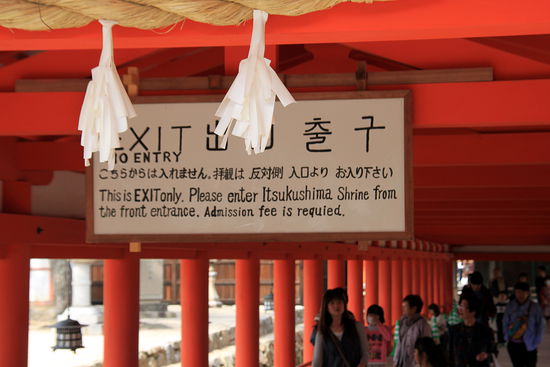 EXIT 出口 출구
NO ENTRY
こちらからは入れません。拝観は 反対側 入口より お入り下さい
This is EXIT only. Please enter Itsukushima Shrine from
the front entrance. Admission fee is requied.